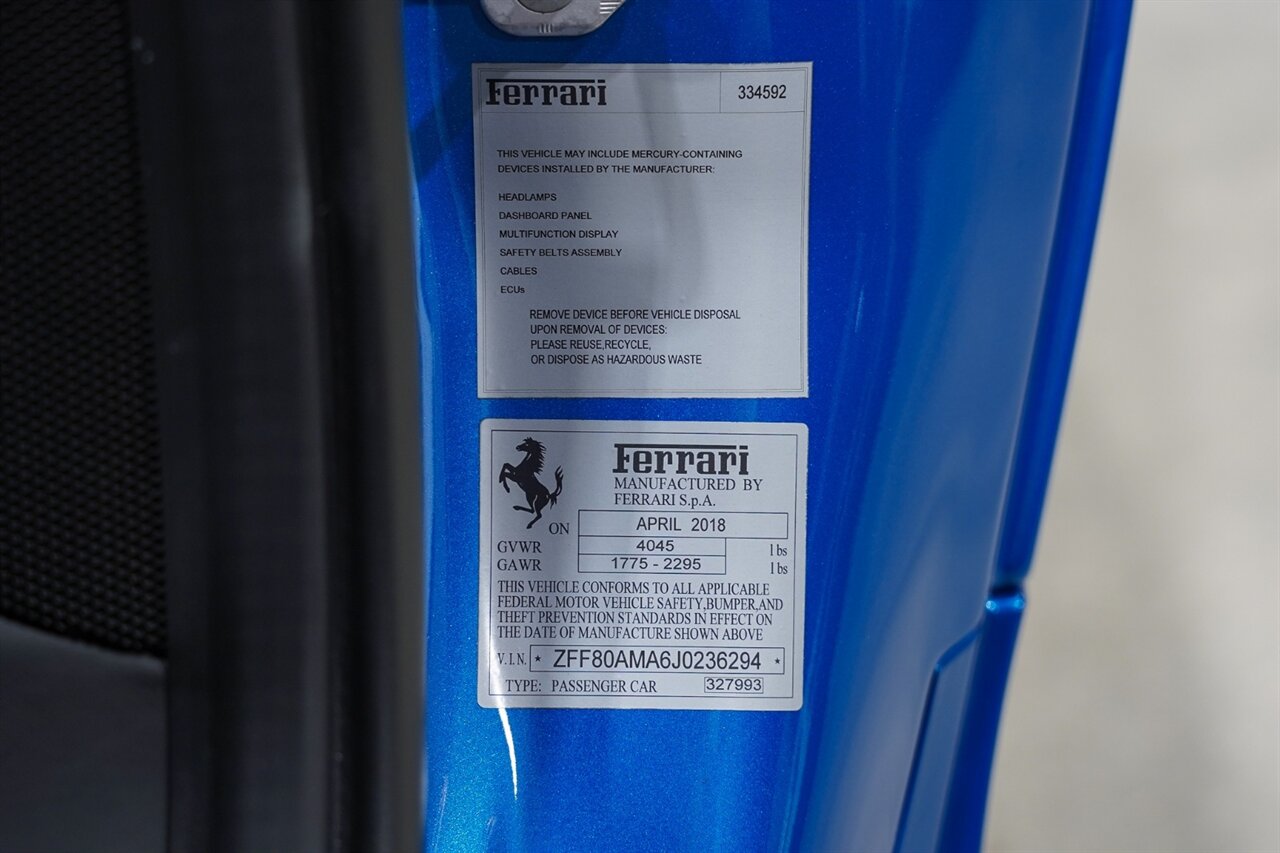 Ferrari 334592
THIS VEHICLE MAY INCLUDE MERCURY-CONTAINING
DEVICES INSTALLED BY THE MANUFACTURER:
HEADLAMPS
DASHBOARD PANEL
MULTIFUNCTION DISPLAY
SAFETY BELTS ASSEMBLY
CABLES
ECUs
REMOVE DEVICE BEFORE VEHICLE DISPOSAL
UPON REMOVAL OF DEVICES:
PLEASE REUSE,RECYCLE,
OR DISPOSE AS HAZARDOUS WASTE
Ferrari
MANUFACTURED BY
FERRARI S.p.A.
ON APRIL 2018
GVWR 4045 lbs
GAWR 1775 - 2295 lbs
THIS VEHICLE CONFORMS TO ALL APPLICABLE
FEDERAL MOTOR VEHICLE SAFETY,BUMPER,AND
THEFT PREVENTION STANDARDS IN EFFECT ON
THE DATE OF MANUFACTURE SHOWN ABOVE
V.I.N. * ZFF80AMA6J0236294 *
TYPE: PASSENGER CAR 327993